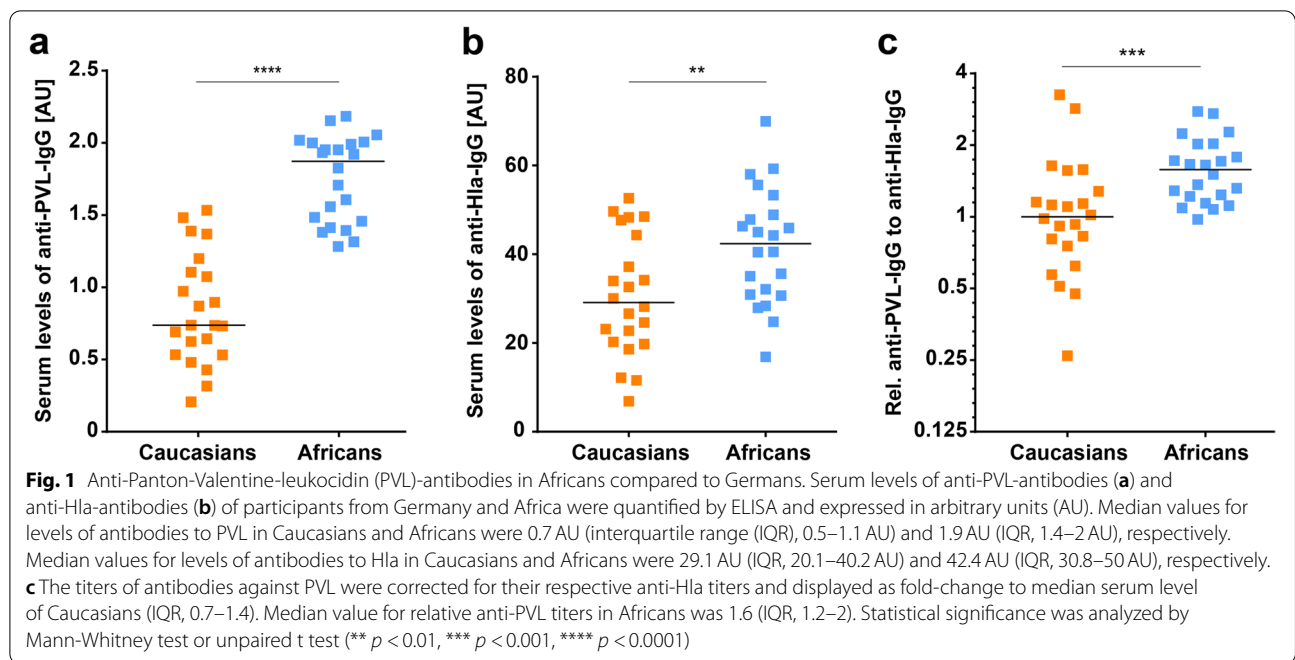 a
b
c
Serum levels of anti-PVL-IgG [AU]
****
2.5
2.0
1.5
1.0
0.5
0
Caucasians Africans
Serum levels of anti-Hla-IgG [AU]
**
80
60
40
20
0
Caucasians Africans
Rel. anti-PVL-IgG to anti-Hla-IgG
***
4
2
1
0.5
0.25
0.125
Caucasians Africans
Fig. 1 Anti-Panton-Valentine-leukocidin (PVL)-antibodies in Africans compared to Germans. Serum levels of anti-PVL-antibodies (a) and
anti-Hla-antibodies (b) of participants from Germany and Africa were quantified by ELISA and expressed in arbitrary units (AU). Median values for
levels of antibodies to PVL in Caucasians and Africans were 0.7 AU (interquartile range (IQR), 0.5–1.1 AU) and 1.9 AU (IQR, 1.4–2 AU), respectively.
Median values for levels of antibodies to Hla in Caucasians and Africans were 29.1 AU (IQR, 20.1–40.2 AU) and 42.4 AU (IQR, 30.8–50 AU), respectively.
c The titers of antibodies against PVL were corrected for their respective anti-Hla titers and displayed as fold-change to median serum level
of Caucasians (IQR, 0.7–1.4). Median value for relative anti-PVL titers in Africans was 1.6 (IQR, 1.2–2). Statistical significance was analyzed by
Mann-Whitney test or unpaired t test (** p < 0.01, *** p < 0.001, **** p < 0.0001)